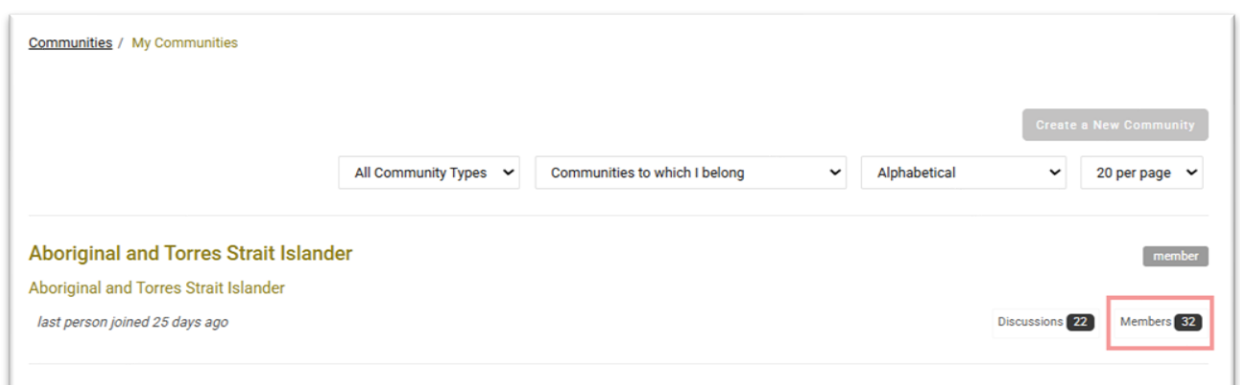 Communities / My Communities
Create a New Community
All Community Types Communities to which I belong Alphabetical 20 per page
Aboriginal and Torres Strait Islander member
Aboriginal and Torres Strait Islander
last person joined 25 days ago Discussions 22 Members 32